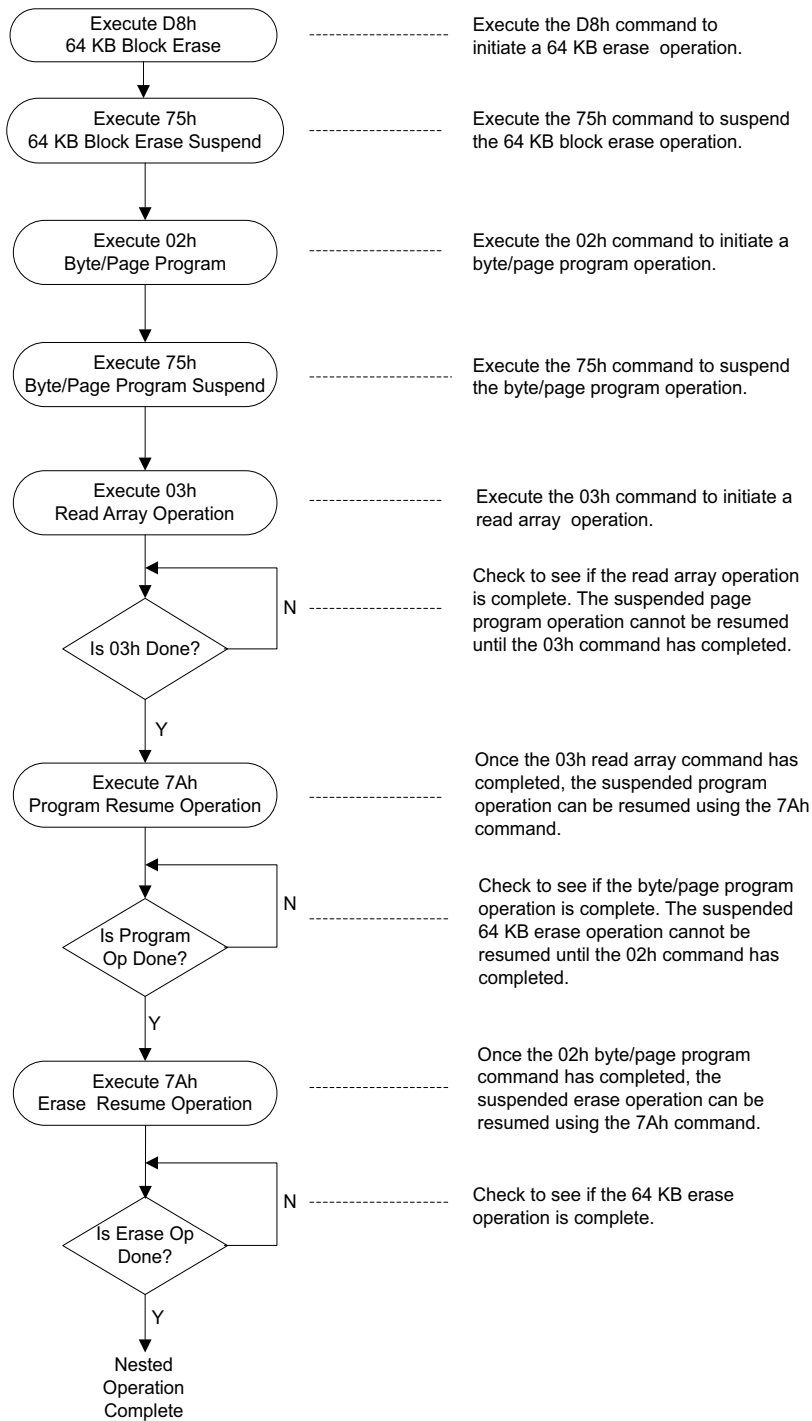 Execute D8h
64 KB Block Erase
Execute the D8h command to
initiate a 64 KB erase operation.
Execute 75h
64 KB Block Erase Suspend
Execute the 75h command to suspend
the 64 KB block erase operation.
Execute 02h
Byte/Page Program
Execute the 02h command to initiate a
byte/page program operation.
Execute 75h
Byte/Page Program Suspend
Execute the 75h command to suspend
the byte/page program operation.
Execute 03h
Read Array Operation
Execute the 03h command to initiate a
read array operation.
Is 03h Done?
N
Y
Check to see if the read array operation
is complete. The suspended page
program operation cannot be resumed
until the 03h command has completed.
Execute 7Ah
Program Resume Operation
Once the 03h read array command has
completed, the suspended program
operation can be resumed using the 7Ah
command.
Is Program
Op Done?
N
Y
Check to see if the byte/page program
operation is complete. The suspended
64 KB erase operation cannot be
resumed until the 02h command has
completed.
Execute 7Ah
Erase Resume Operation
Once the 02h byte/page program
command has completed, the
suspended erase operation can be
resumed using the 7Ah command.
Is Erase Op
Done?
N
Y
Check to see if the 64 KB erase
operation is complete.
Nested
Operation
Complete